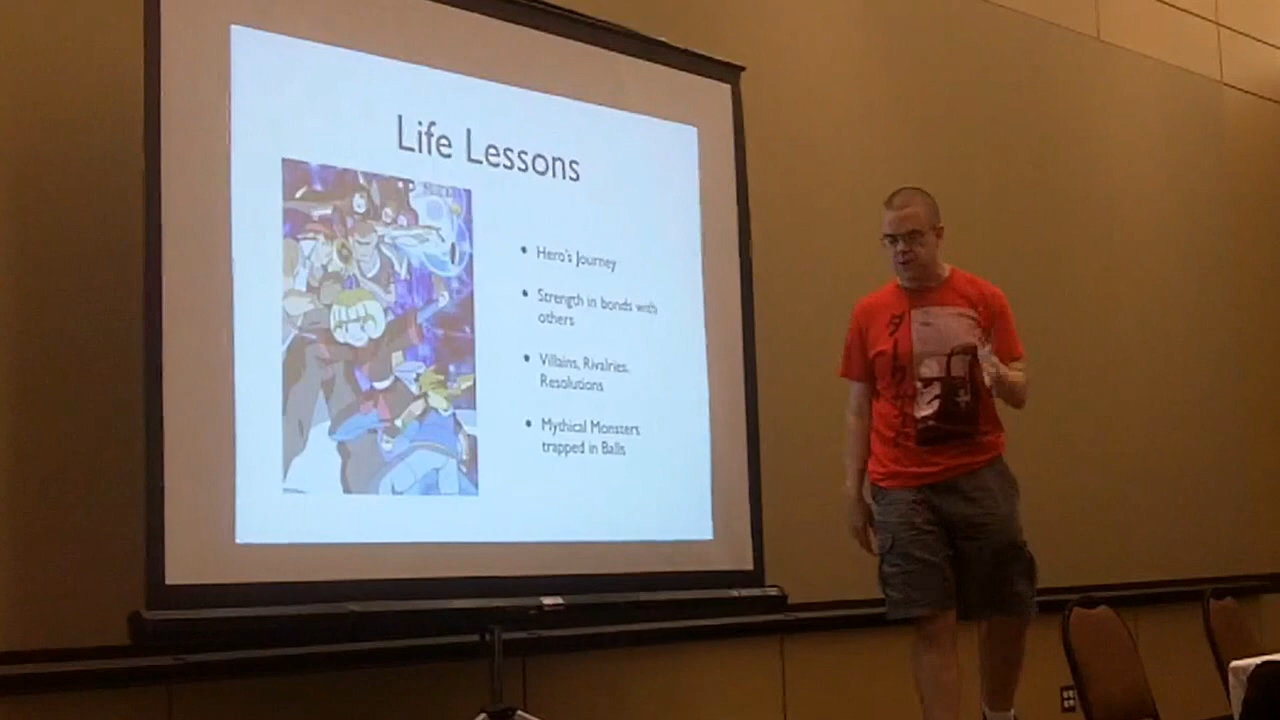 Life Lessons
• Hero's Journey
• Strength in bonds with
others
• Villains, Rivalries,
Resolutions
• Mythical Monsters
trapped in Balls